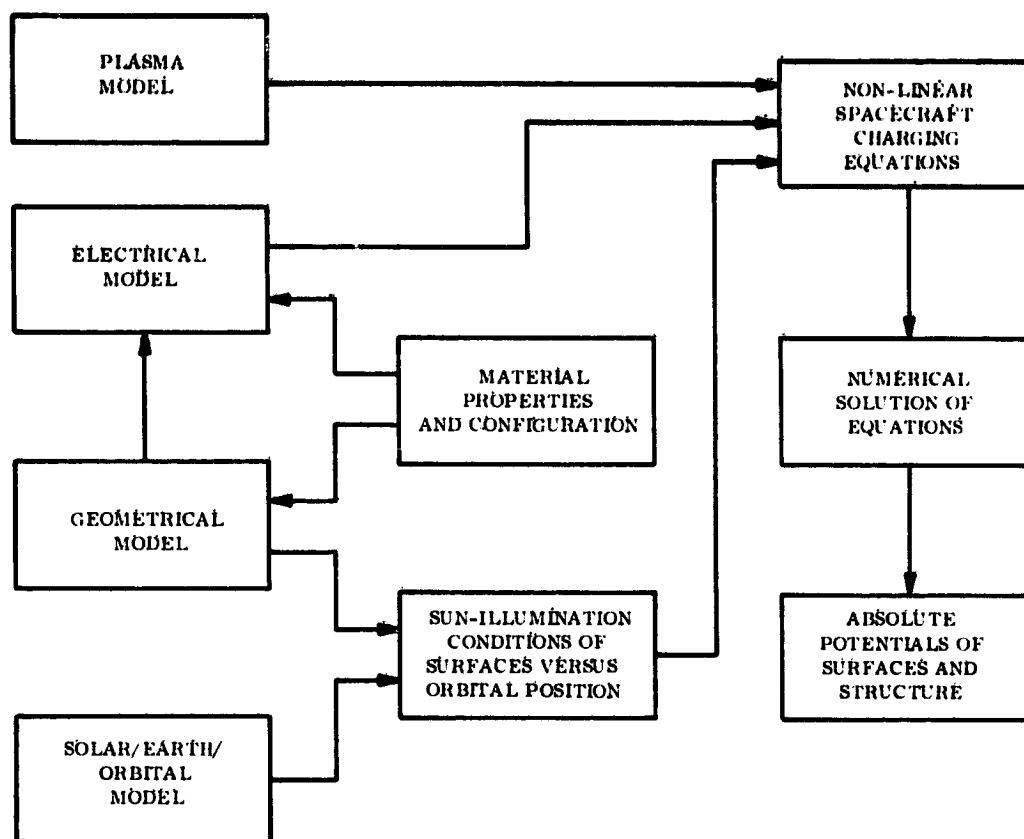 PLASMA
MODEL
NON-LINEAR
SPACECRAFT
CHARGING
EQUATIONS
ELECTRICAL
MODEL
MATERIAL
PROPERTIES
AND CONFIGURATION
NUMERICAL
SOLUTION OF
EQUATIONS
GEOMETRICAL
MODEL
SUN-ILLUMINATION
CONDITIONS OF
SURFACES VERSUS
ORBITAL POSITION
ABSOLUTE
POTENTIALS OF
SURFACES AND
STRUCTURE
SOLAR/EARTH/
ORBITAL
MODEL